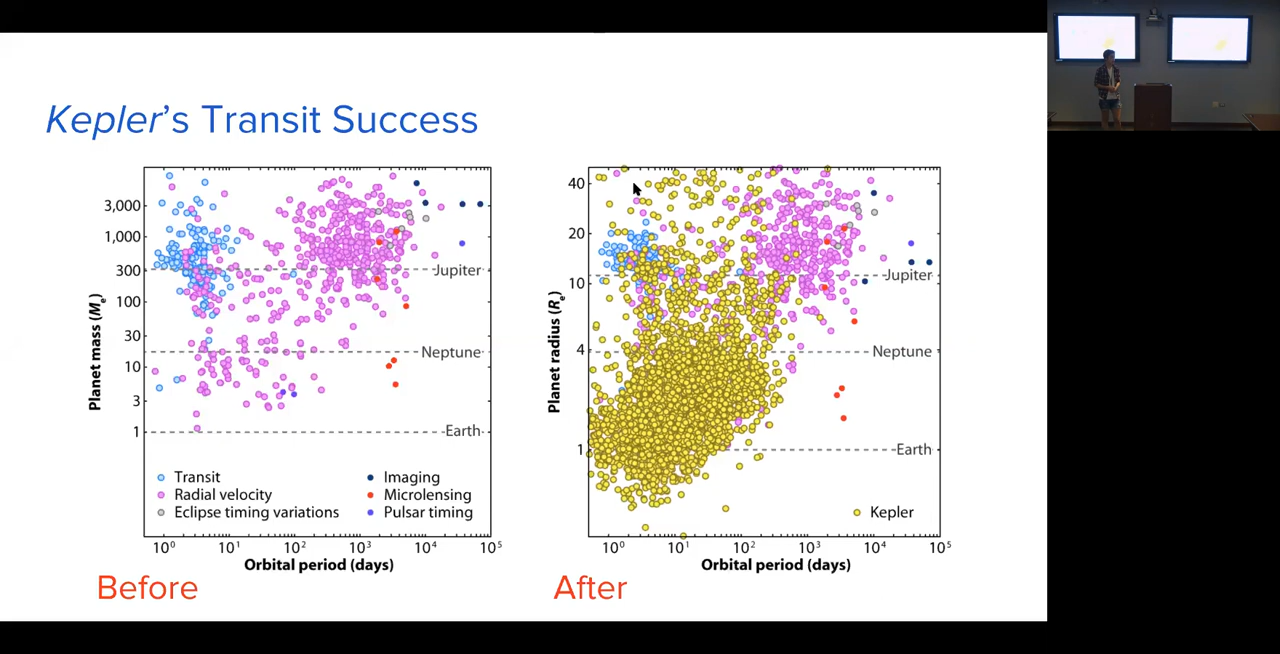 Kepler's Transit Success
3,000
1,000
300
100
30
10
3
1
Planet mass (Me)
Jupiter
Neptune
Earth
Transit
Radial velocity
Eclipse timing variations
Imaging
Microlensing
Pulsar timing
10⁰ 10¹ 10² 10³ 10⁴ 10⁵
Orbital period (days)
Before
40
20
10
4
1
Planet radius (Re)
Jupiter
Neptune
Earth
Kepler
10⁰ 10¹ 10² 10³ 10⁴ 10⁵
Orbital period (days)
After